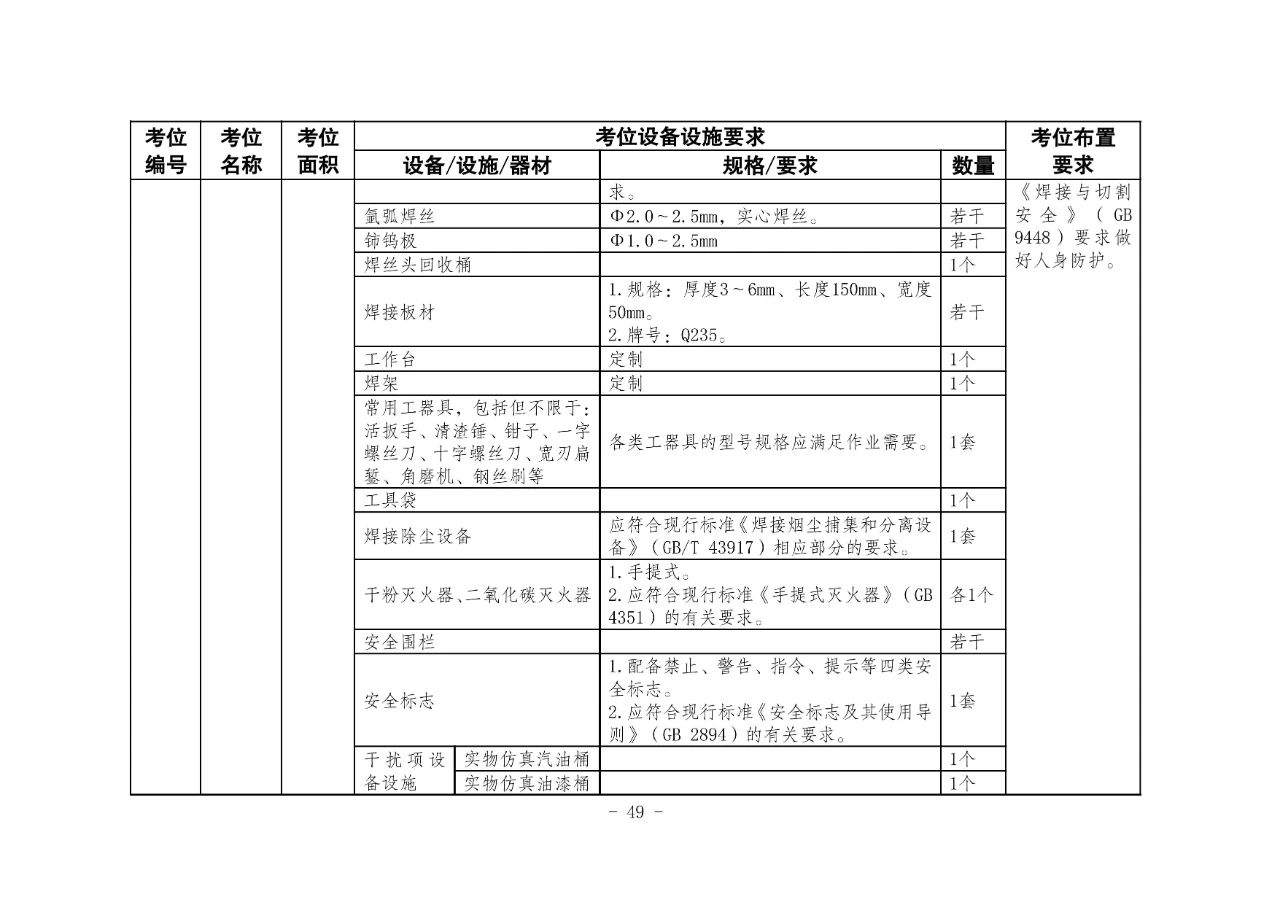 考位编号
考位名称
考位面积
考位设备设施要求
考位布置要求
设备/设施/器材
规格/要求
数量
求。
《焊接与切割
安全》（GB
9448）要求做
好人身防护。
氩弧焊丝
Φ2.0～2.5mm，实心焊丝。
若干
铈钨极
Φ1.0～2.5mm
若干
焊丝头回收桶
1个
焊接板材
1.规格：厚度3～6mm、长度150mm、宽度
50mm。
2.牌号：Q235。
若干
工作台
定制
1个
焊架
定制
1个
常用工器具，包括但不限于：
活扳手、清渣锤、钳子、一字
螺丝刀、十字螺丝刀、宽刃扁
錾、角磨机、钢丝刷等
各类工器具的型号规格应满足作业需要。
1套
工具袋
1个
焊接除尘设备
应符合现行标准《焊接烟尘捕集和分离设
备》（GB/T 43917）相应部分的要求。
1套
干粉灭火器、二氧化碳灭火器
1.手提式。
2.应符合现行标准《手提式灭火器》（GB
4351）的有关要求。
各1个
安全围栏
若干
安全标志
1.配备禁止、警告、指令、提示等四类安
全标志。
2.应符合现行标准《安全标志及其使用导
则》（GB 2894）的有关要求。
1套
干扰项设
备设施
实物仿真汽油桶
1个
实物仿真油漆桶
1个
- 49 -